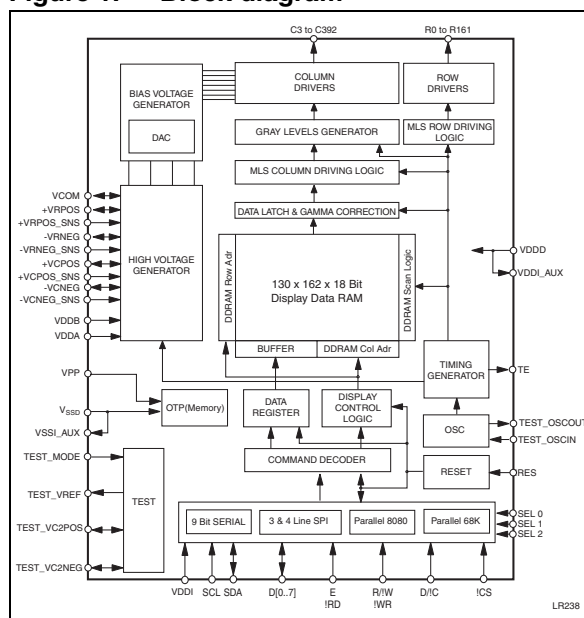 Figure 1. Block diagram
C3 to C392
R0 to R161
BIAS VOLTAGE
GENERATOR
DAC
COLUMN
DRIVERS
ROW
DRIVERS
GRAY LEVELS GENERATOR
MLS ROW DRIVING
LOGIC
MLS COLUMN DRIVING LOGIC
DATA LATCH & GAMMA CORRECTION
VCOM
+VRPOS
+VRPOS_SNS
-VRNEG
-VRNEG_SNS
+VCPOS
+VCPOS_SNS
-VCNEG
-VCNEG_SNS
VDDB
VDDA
HIGH VOLTAGE
GENERATOR
DDRAM Row Adr
130 x 162 x 18 Bit
Display Data RAM
DDRAM Scan Logic
BUFFER
DDRAM Col Adr
VDDD
VDDI_AUX
VPP
VSSD
VSSI_AUX
OTP(Memory)
DATA
REGISTER
DISPLAY
CONTROL
LOGIC
TIMING
GENERATOR
TE
OSC
TEST_OSCOUT
TEST_OSCIN
COMMAND DECODER
RESET
RES
TEST_MODE
TEST_VREF
TEST_VC2POS
TEST_VC2NEG
TEST
9 Bit SERIAL
3 & 4 Line SPI
Parallel 8080
Parallel 68K
SEL 0
SEL 1
SEL 2
VDDI
SCL
SDA
D[0..7]
E
!RD
R/!W
!WR
D/!C
!CS
LR238